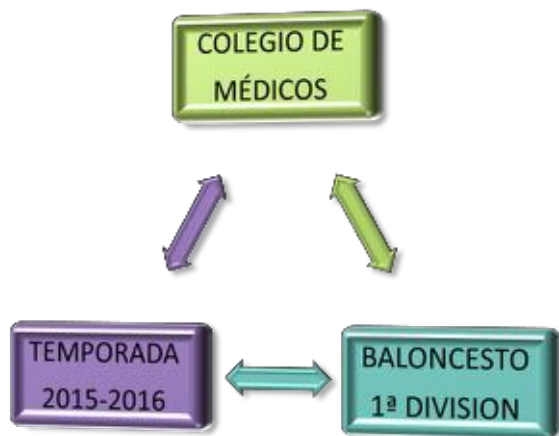 COLEGIO DE
MÉDICOS
TEMPORADA
2015-2016
BALONCESTO
1ª DIVISION